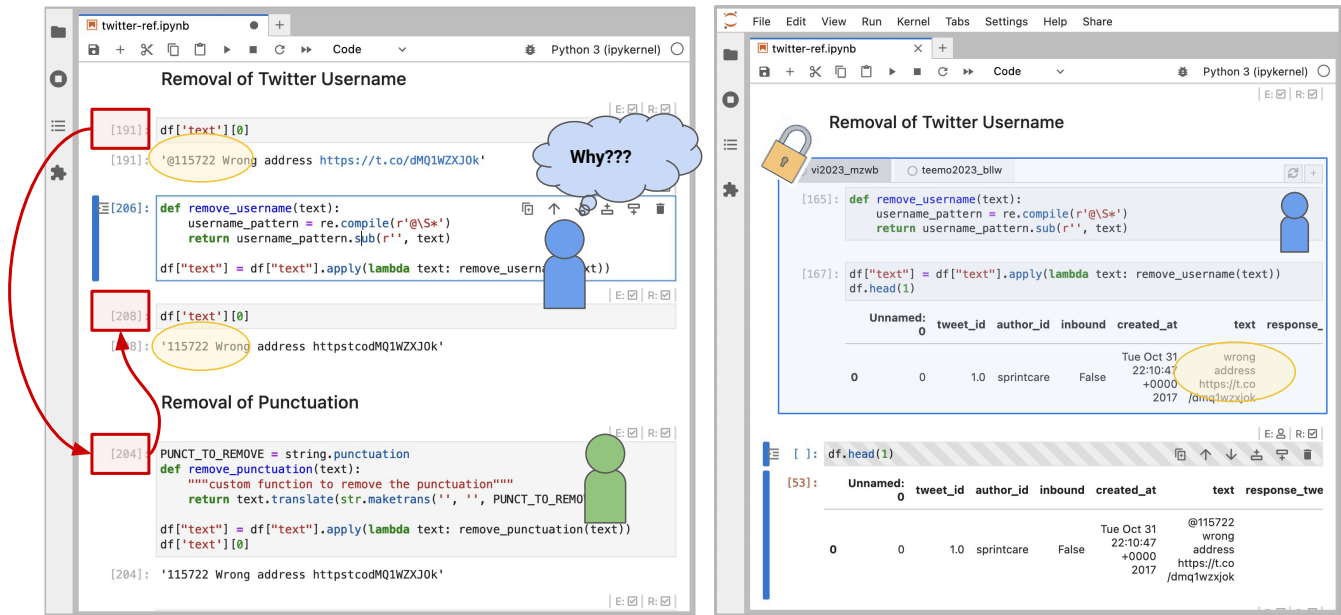 twitter-ref.ipynb
Code
Python 3 (ipykernel)
Removal of Twitter Username
E: R:
[191]: df['text'][0]
[191]: '@115722 Wrong address https://t.co/dMQ1WZXJOk'
Why???
[206]: def remove_username(text):
username_pattern = re.compile(r'@\S*')
return username_pattern.sub(r'', text)
df["text"] = df["text"].apply(lambda text: remove_userna xt))
E: R:
[208]: df['text'][0]
8]: '115722 Wrong address httpstcodMQ1WZXJOk'
Removal of Punctuation
E: R:
[204]: PUNCT_TO_REMOVE = string.punctuation
def remove_punctuation(text):
"""custom function to remove the punctuation"""
return text.translate(str.maketrans('', '', PUNCT_TO_REMO
df["text"] = df["text"].apply(lambda text: remove_punctuation(text))
df['text'][0]
[204]: '115722 Wrong address httpstcodMQ1WZXJOk'
E: R:
File Edit View Run Kernel Tabs Settings Help Share
twitter-ref.ipynb
Code
Python 3 (ipykernel)
E: R:
Removal of Twitter Username
vi2023_mzwb teemo2023_bllw
[165]: def remove_username(text):
username_pattern = re.compile(r'@\S*')
return username_pattern.sub(r'', text)
[167]: df["text"] = df["text"].apply(lambda text: remove_username(text))
df.head(1)
Unnamed: 0 tweet_id author_id inbound created_at text response_
0 0 1.0 sprintcare False Tue Oct 31 22:10:47 +0000 2017 wrong address https://t.co /dmq1wzxjok
E: R:
[ ]: df.head(1)
[53]: Unnamed: 0 tweet_id author_id inbound created_at text response_twe
0 0 1.0 sprintcare False Tue Oct 31 22:10:47 +0000 2017 @115722 wrong address https://t.co /dmq1wzxjok